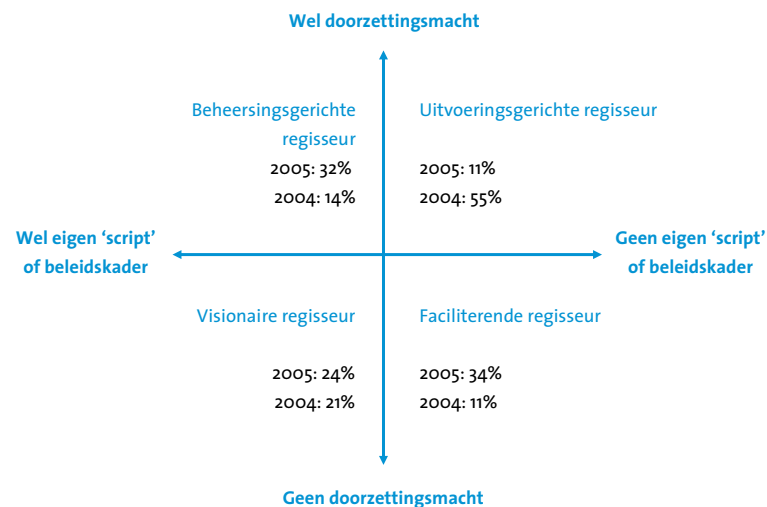 Wel doorzettingsmacht
Beheersingsgerichte
regisseur
2005: 32%
2004: 14%
Uitvoeringsgerichte regisseur
2005: 11%
2004: 55%
Wel eigen ‘script’
of beleidskader
Geen eigen ‘script’
of beleidskader
Visionaire regisseur
2005: 24%
2004: 21%
Faciliterende regisseur
2005: 34%
2004: 11%
Geen doorzettingsmacht